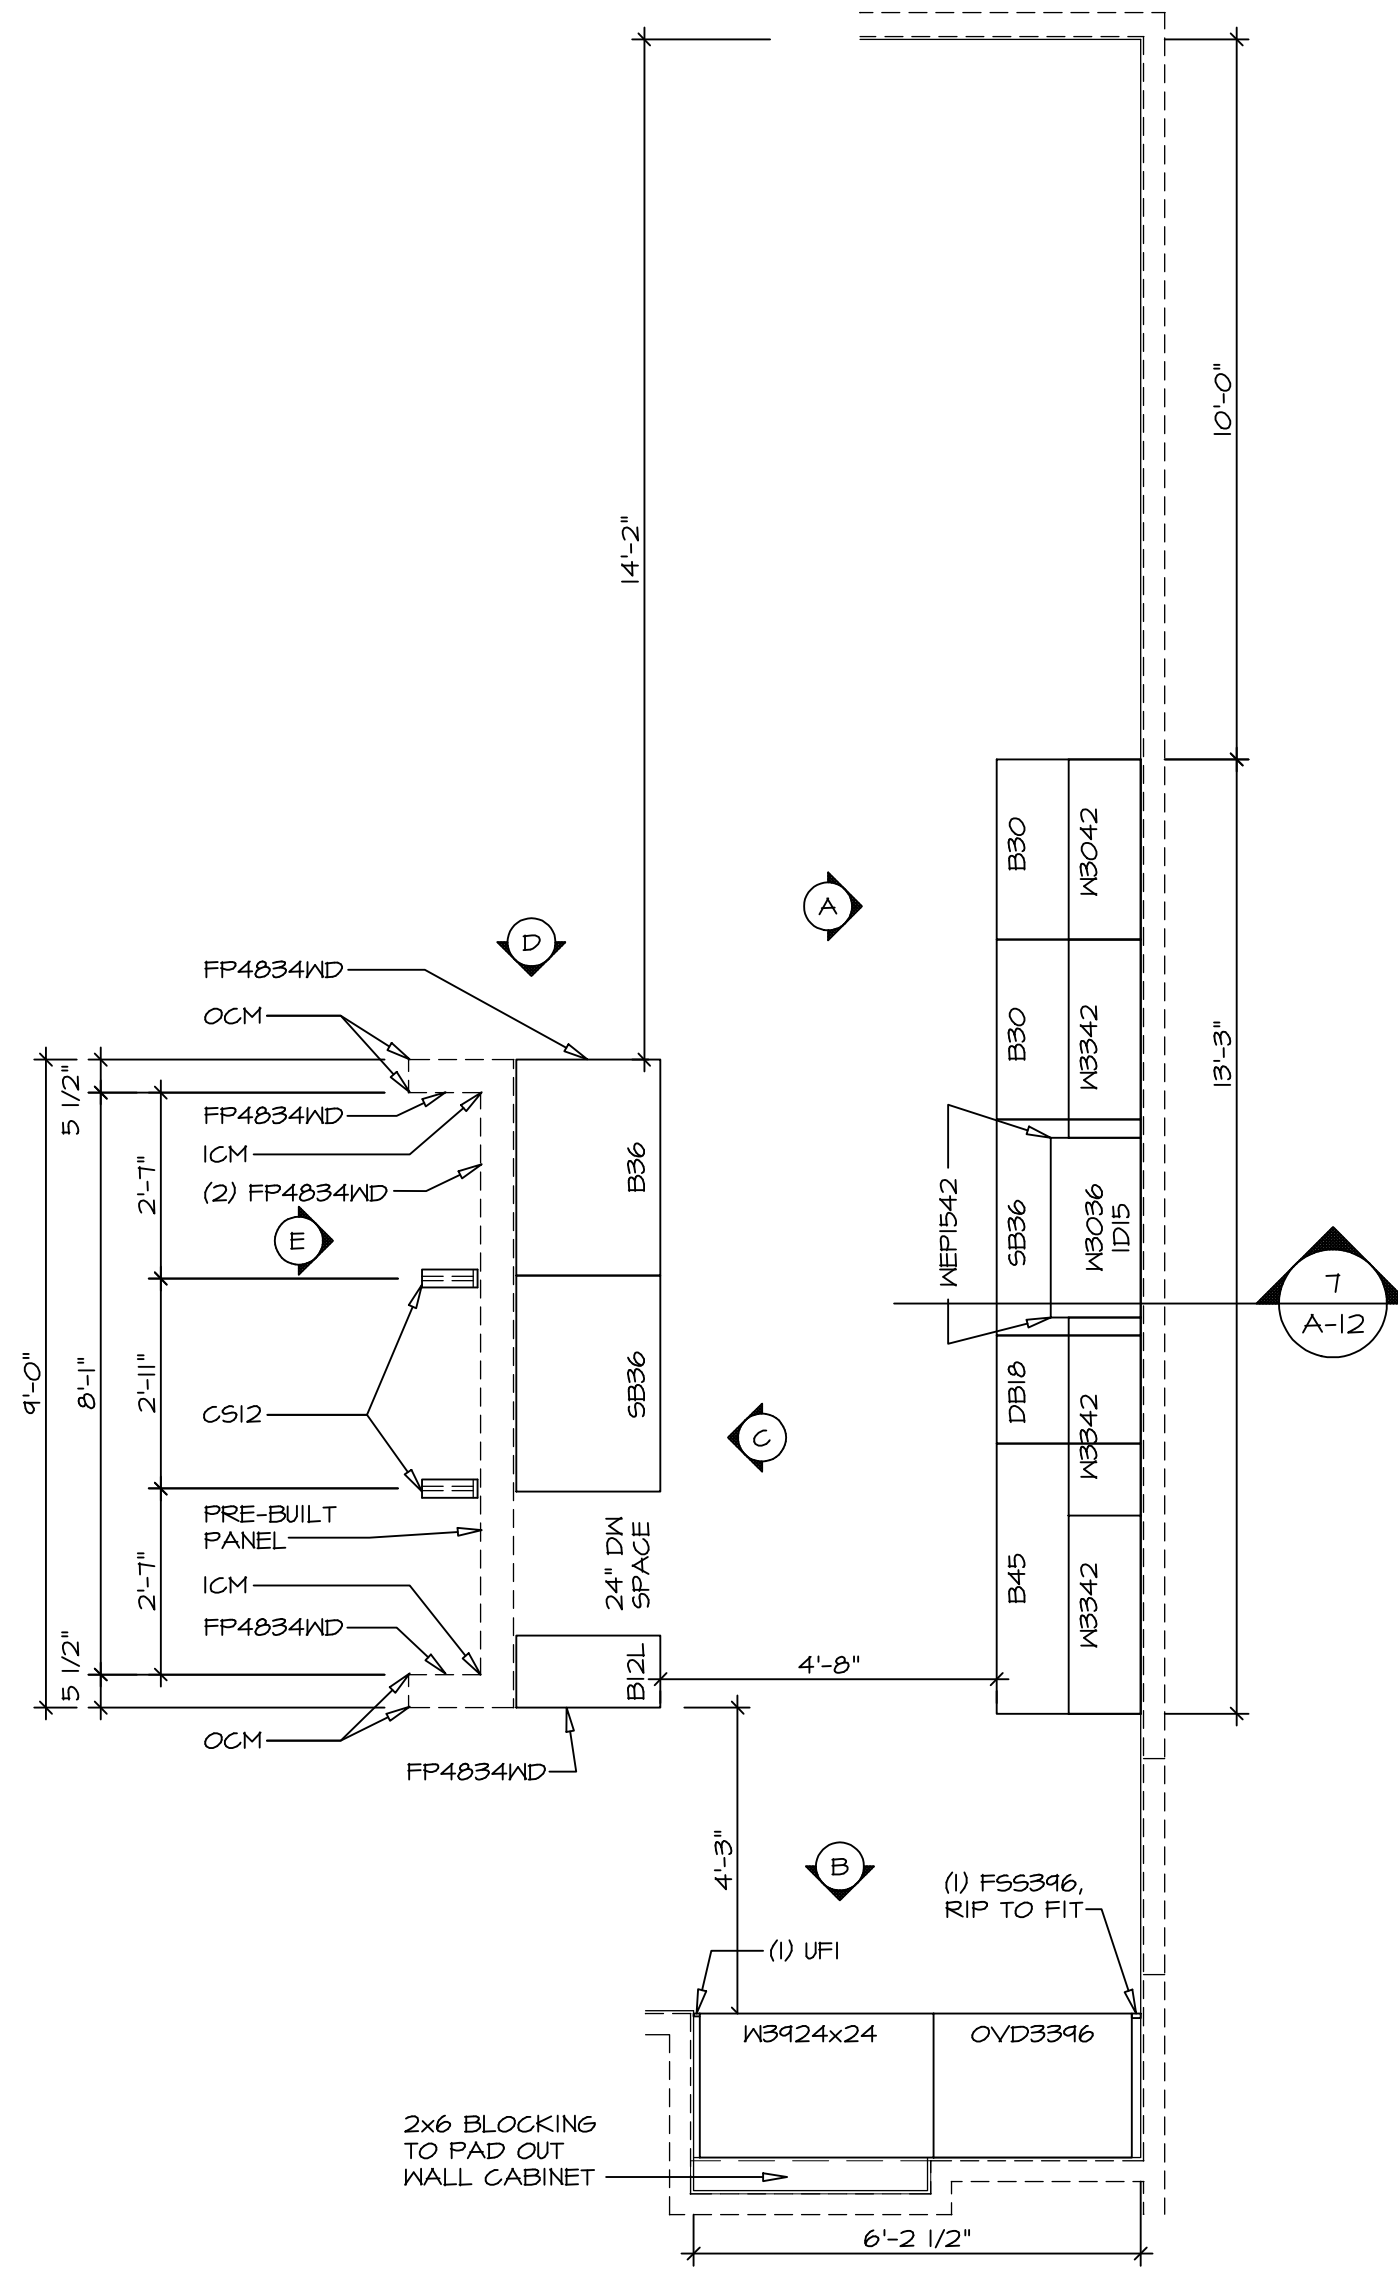 14'-2"
10'-0"
B30
W3042
A
D
FP4834WD
OCM
B30
W3342
13'-3"
5 1/2"
FP4834WD
ICM
(2) FP4834WD
2'-7"
B36
WEP1542
SB36
W3036
1D15
E
7
A-12
9'-0"
8'-1"
2'-11"
CS12
SB36
C
DB18
W3342
PRE-BUILT
PANEL
24" DW
SPACE
B45
W3342
2'-7"
ICM
FP4834WD
5 1/2"
B12L
4'-8"
OCM
FP4834WD
4'-3"
B
(1) FSS396,
RIP TO FIT
(1) UF1
W3924x24
OVD3396
2x6 BLOCKING
TO PAD OUT
WALL CABINET
6'-2 1/2"